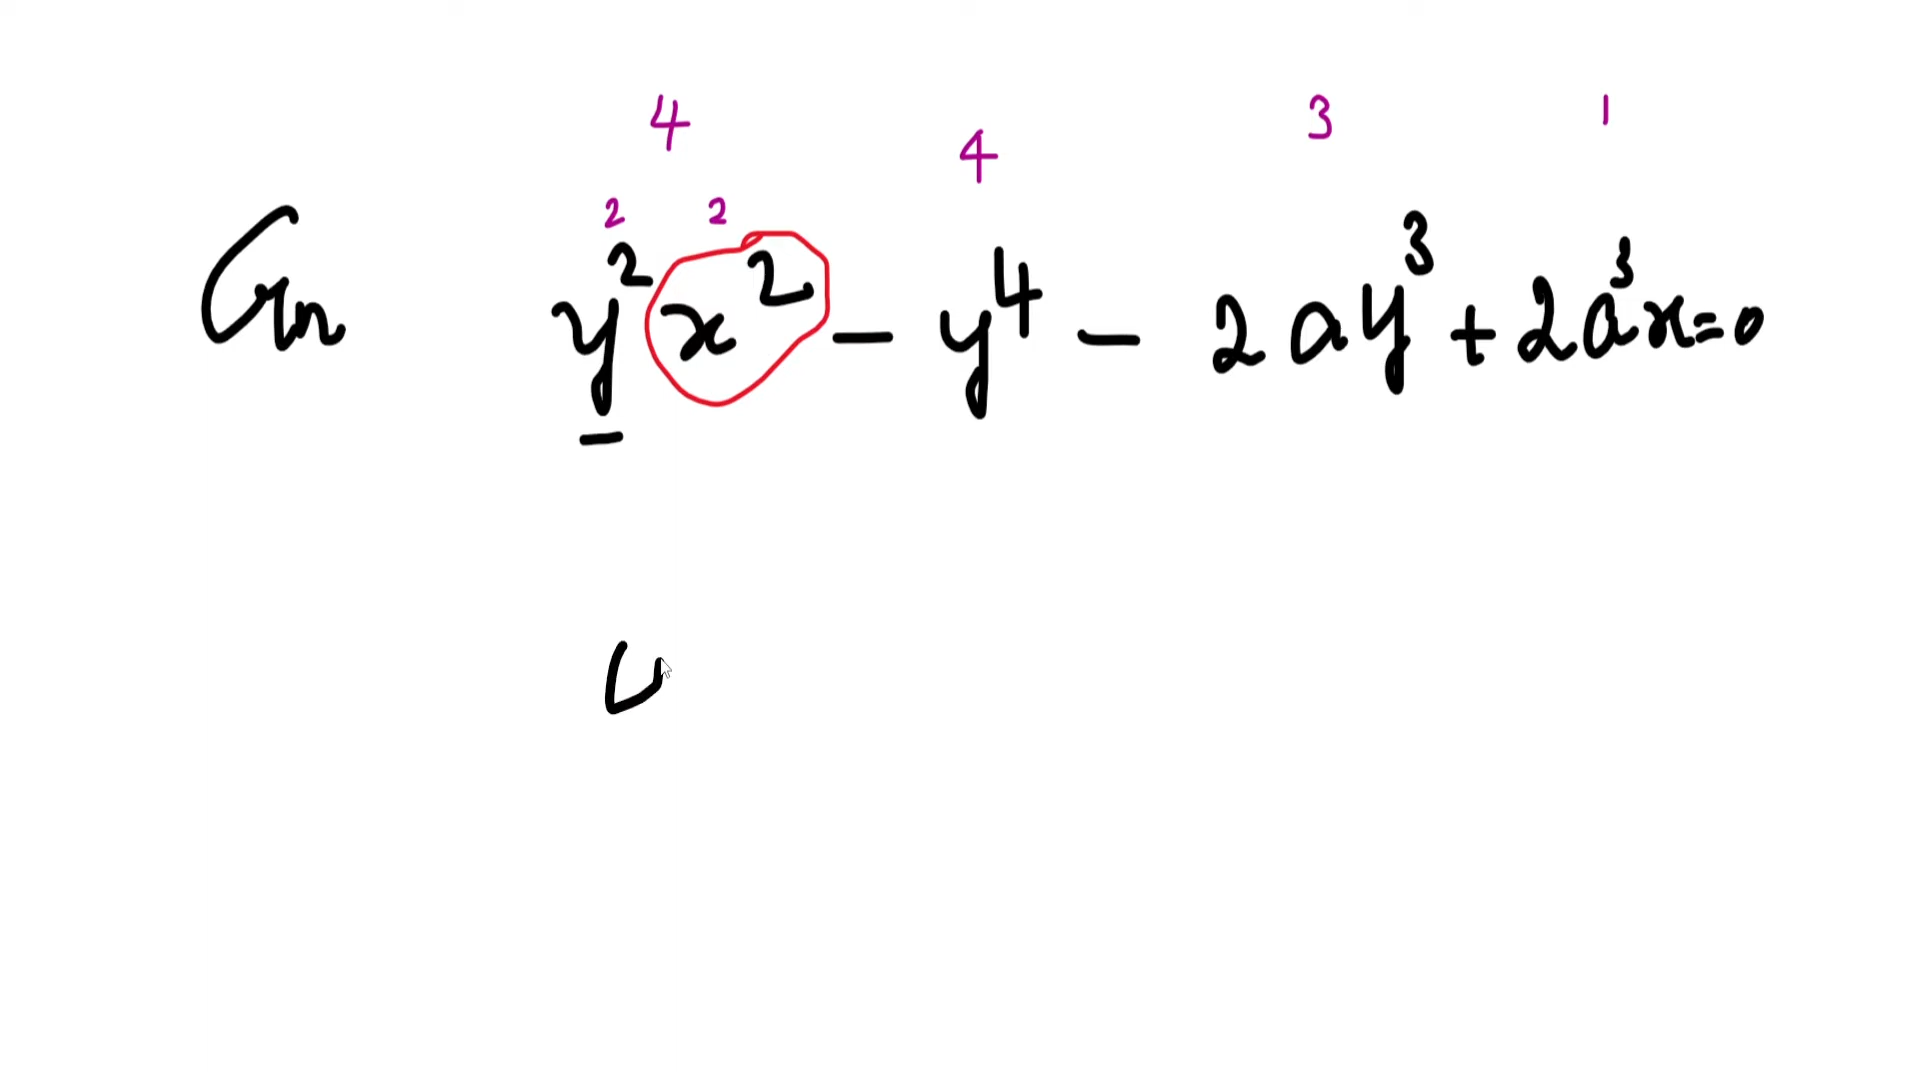 4 4 3 1
2 2
Gn y²x² − y⁴ − 2ay³ + 2a³x = 0